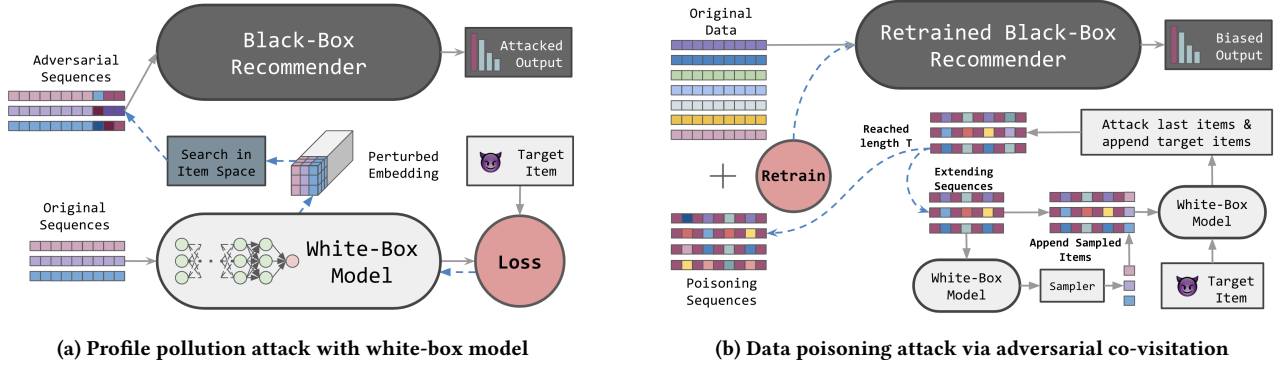 Adversarial
Sequences
Black-Box
Recommender
Attacked
Output
Search in
Item Space
Perturbed
Embedding
Target
Item
Original
Sequences
White-Box
Model
Loss
(a) Profile pollution attack with white-box model
Original
Data
Retrained Black-Box
Recommender
Biased
Output
Reached
length T
Attack last items &
append target items
Retrain
Extending
Sequences
White-Box
Model
Append Sampled
Items
Poisoning
Sequences
White-Box
Model
Sampler
Target
Item
(b) Data poisoning attack via adversarial co-visitation